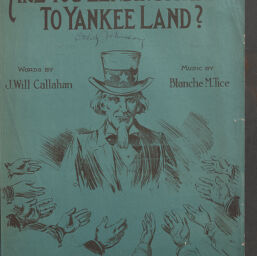 TO YANKEE LAND?
WORDS BY
J. Will Callahan
MUSIC BY
Blanche M. Tice